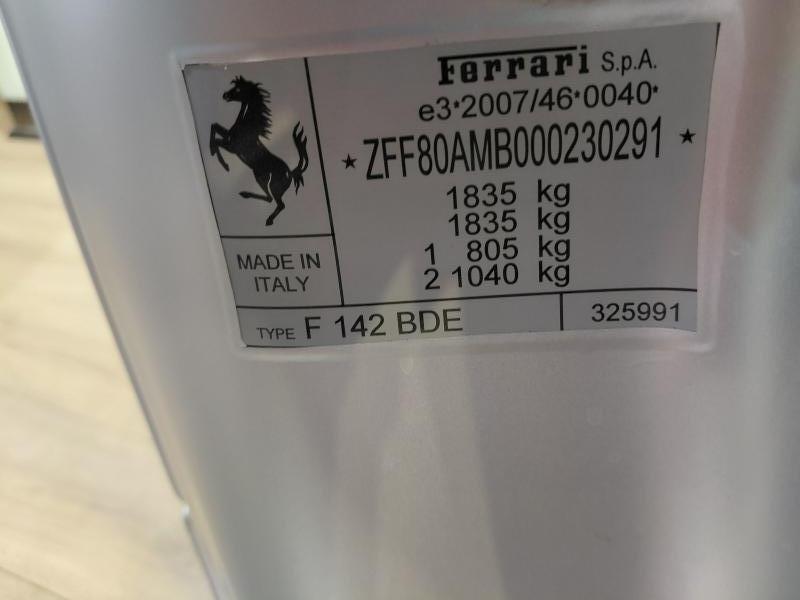 Ferrari S.p.A.
e3*2007/46*0040*
★ ZFF80AMB000230291 ★
1835 kg
1835 kg
1 805 kg
2 1040 kg
MADE IN
ITALY
TYPE F 142 BDE
325991